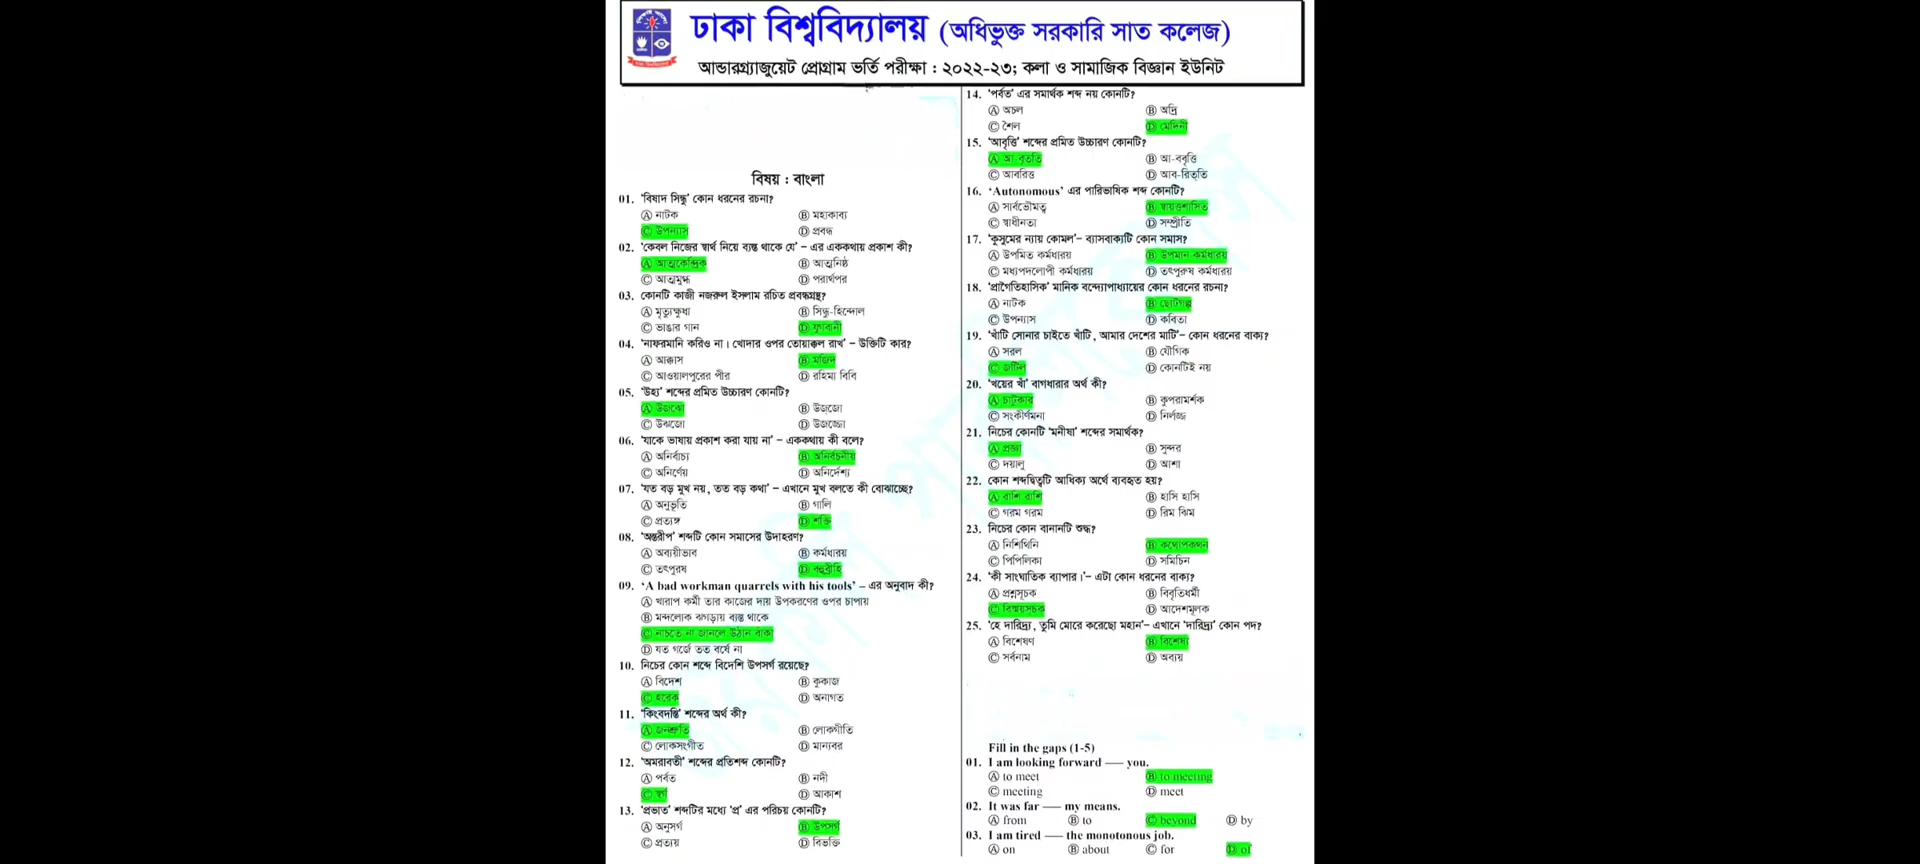 ঢাকা বিশ্ববিদ্যালয় (অধিভুক্ত সরকারি সাত কলেজ)
আন্ডারগ্র্যাজুয়েট প্রোগ্রাম ভর্তি পরীক্ষা : ২০২২-২৩; কলা ও সামাজিক বিজ্ঞান ইউনিট
বিষয় : বাংলা
01. ‘বিষাদ সিন্ধু’ কোন ধরনের রচনা?
Ⓐ নাটক Ⓑ মহাকাব্য
Ⓒ উপন্যাস Ⓓ প্রবন্ধ
02. ‘কেবল নিজের স্বার্থ নিয়ে ব্যস্ত থাকে যে’ – এর এককথায় প্রকাশ কী?
Ⓐ আত্মকেন্দ্রিক Ⓑ আত্মনিষ্ঠ
Ⓒ আত্মমুগ্ধ Ⓓ পরার্থপর
03. কোনটি কাজী নজরুল ইসলাম রচিত প্রবন্ধগ্রন্থ?
Ⓐ মৃত্যুক্ষুধা Ⓑ সিন্ধু-হিন্দোল
Ⓒ ভাঙার গান Ⓓ যুগবানী
04. ‘নাফরমানি করিও না। খোদার ওপর তোয়াক্কল রাখ’ – উক্তিটি কার?
Ⓐ আক্কাস Ⓑ মজিদ
Ⓒ আওয়ালপুরের পীর Ⓓ রহিমা বিবি
05. ‘উহ্য’ শব্দের প্রমিত উচ্চারণ কোনটি?
Ⓐ উজ্‌ঝো Ⓑ উজ্‌জো
Ⓒ উঝ্‌জো Ⓓ উজ্জ্ঝো
06. ‘যাকে ভাষায় প্রকাশ করা যায় না’ – এককথায় কী বলে?
Ⓐ অনির্বাচ্য Ⓑ অনির্বচনীয়
Ⓒ অনির্ণেয় Ⓓ অনির্দেশ্য
07. ‘যত বড় মুখ নয়, তত বড় কথা’ – এখানে মুখ বলতে কী বোঝাচ্ছে?
Ⓐ অনুভূতি Ⓑ গালি
Ⓒ প্রত্যঙ্গ Ⓓ শক্তি
08. ‘অন্তরীপ’ শব্দটি কোন সমাসের উদাহরণ?
Ⓐ অব্যয়ীভাব Ⓑ কর্মধারয়
Ⓒ তৎপুরুষ Ⓓ বহুব্রীহি
09. ‘A bad workman quarrels with his tools’ – এর অনুবাদ কী?
Ⓐ খারাপ কর্মী তার কাজের দায় উপকরণের ওপর চাপায়
Ⓑ মন্দলোক ঝগড়ায় ব্যস্ত থাকে
Ⓒ নাচতে না জানলে উঠান বাঁকা
Ⓓ যত গর্জে তত বর্ষে না
10. নিচের কোন শব্দে বিদেশি উপসর্গ রয়েছে?
Ⓐ বিদেশ Ⓑ কুকাজ
Ⓒ হরেক Ⓓ অনাগত
11. ‘কিংবদন্তি’ শব্দের অর্থ কী?
Ⓐ জনশ্রুতি Ⓑ লোকগীতি
Ⓒ লোকসংগীত Ⓓ মান্যবর
12. ‘অমরাবতী’ শব্দের প্রতিশব্দ কোনটি?
Ⓐ পর্বত Ⓑ নদী
Ⓒ স্বর্গ Ⓓ আকাশ
13. ‘প্রভাত’ শব্দটির মধ্যে ‘প্র’ এর পরিচয় কোনটি?
Ⓐ অনুসর্গ Ⓑ উপসর্গ
Ⓒ প্রত্যয় Ⓓ বিভক্তি
14. ‘পর্বত’ এর সমার্থক শব্দ নয় কোনটি?
Ⓐ অচল Ⓑ অদ্রি
Ⓒ শৈল Ⓓ মেদিনী
15. ‘আবৃত্তি’ শব্দের প্রমিত উচ্চারণ কোনটি?
Ⓐ আ-বৃত্‌তি Ⓑ আ-ববৃত্তি
Ⓒ আবরিত্ত Ⓓ আব্-রিত্‌তি
16. ‘Autonomous’ এর পারিভাষিক শব্দ কোনটি?
Ⓐ সার্বভৌমত্ব Ⓑ স্বায়ত্তশাসিত
Ⓒ স্বাধীনতা Ⓓ সম্প্রীতি
17. ‘কুসুমের ন্যায় কোমল’– ব্যাসবাক্যটি কোন সমাস?
Ⓐ উপমিত কর্মধারয় Ⓑ উপমান কর্মধারয়
Ⓒ মধ্যপদলোপী কর্মধারয় Ⓓ তৎপুরুষ কর্মধারয়
18. ‘প্রাগৈতিহাসিক’ মানিক বন্দ্যোপাধ্যায়ের কোন ধরনের রচনা?
Ⓐ নাটক Ⓑ ছোটগল্প
Ⓒ উপন্যাস Ⓓ কবিতা
19. ‘খাঁটি সোনার চাইতে খাঁটি, আমার দেশের মাটি’– কোন ধরনের বাক্য?
Ⓐ সরল Ⓑ যৌগিক
Ⓒ জটিল Ⓓ কোনটিই নয়
20. ‘খয়ের খাঁ’ বাগধারার অর্থ কী?
Ⓐ চাটুকার Ⓑ কুপরামর্শক
Ⓒ সংকীর্ণমনা Ⓓ নির্লজ্জ
21. নিচের কোনটি ‘মনীষা’ শব্দের সমার্থক?
Ⓐ প্রজ্ঞা Ⓑ সুন্দর
Ⓒ দয়ালু Ⓓ আশা
22. কোন শব্দদ্বিত্বটি আধিক্য অর্থে ব্যবহৃত হয়?
Ⓐ রাশি রাশি Ⓑ হাসি হাসি
Ⓒ গরম গরম Ⓓ রিম ঝিম
23. নিচের কোন বানানটি শুদ্ধ?
Ⓐ নিশিথিনি Ⓑ কথোপকথন
Ⓒ পিপিলিকা Ⓓ সমিচিন
24. ‘কী সাংঘাতিক ব্যাপার।’– এটা কোন ধরনের বাক্য?
Ⓐ প্রশ্নসূচক Ⓑ বিবৃতিধর্মী
Ⓒ বিস্ময়সূচক Ⓓ আদেশমূলক
25. ‘হে দারিদ্র্য, তুমি মোরে করেছো মহান’– এখানে ‘দারিদ্র্য’ কোন পদ?
Ⓐ বিশেষণ Ⓑ বিশেষ্য
Ⓒ সর্বনাম Ⓓ অব্যয়
Fill in the gaps (1-5)
01. I am looking forward — you.
Ⓐ to meet Ⓑ to meeting
Ⓒ meeting Ⓓ meet
02. It was far — my means.
Ⓐ from Ⓑ to Ⓒ beyond Ⓓ by
03. I am tired — the monotonous job.
Ⓐ on Ⓑ about Ⓒ for Ⓓ of